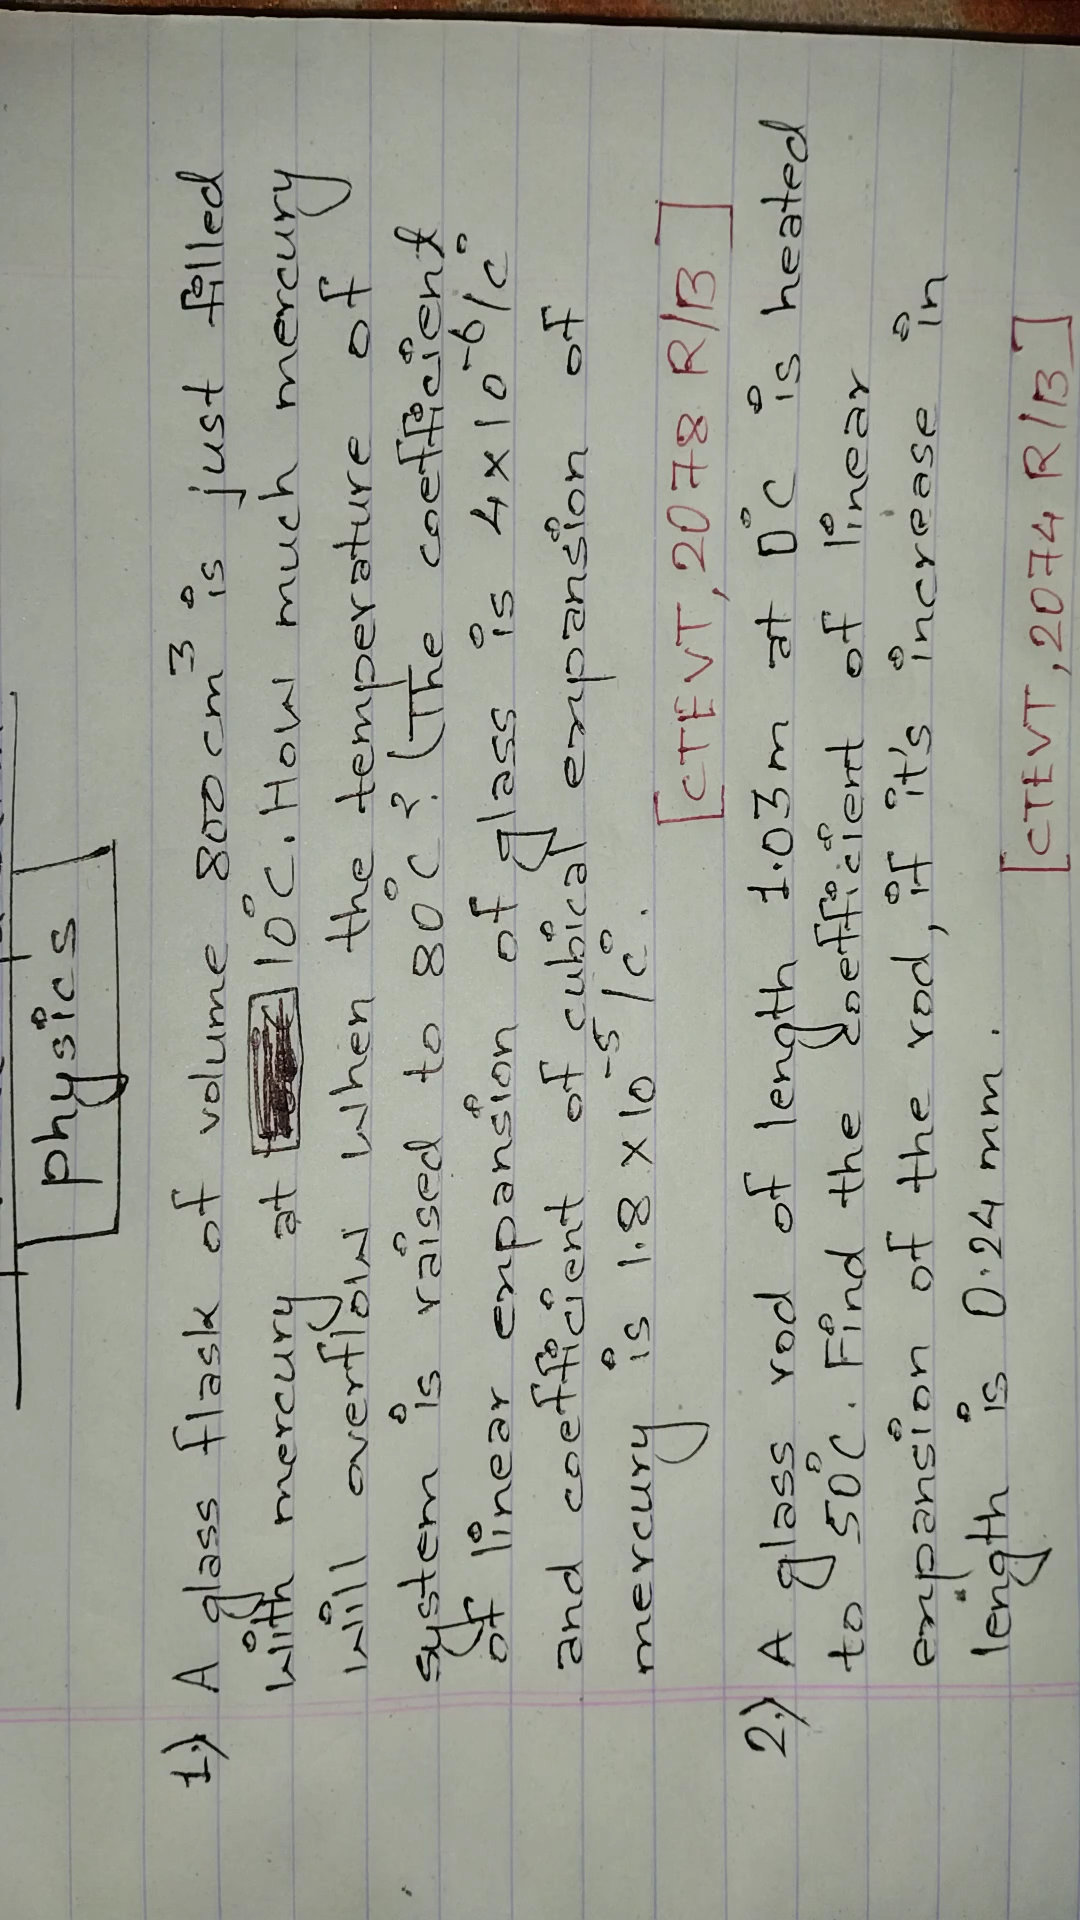 physics
1.) A glass flask of volume 800cm³ is just filled
with mercury at 10°C. How much mercury
will overflow when the temperature of
system is raised to 80°C? (The coefficient
of linear expansion of glass is 4×10⁻⁶/c°
and coefficient of cubical expansion of
mercury is 1.8 × 10⁻⁵/c°.
[CTEVT, 2078 R/B]
2.) A glass rod of length 1.03m at 0°C is heated
to 50°C. Find the coefficient of linear
expansion of the rod, if it's increase in
length is 0.24 mm.
[CTEVT, 2074 R/B]